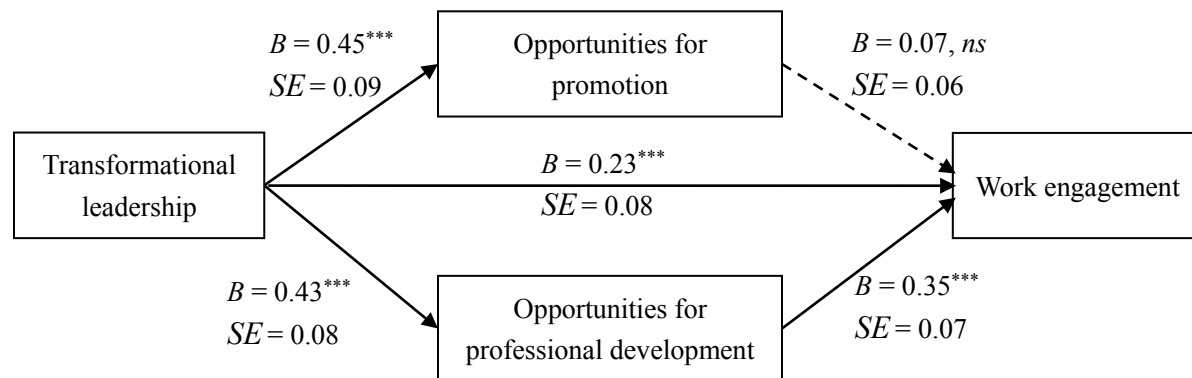 B = 0.45***
SE = 0.09
Opportunities for
promotion
B = 0.07, ns
SE = 0.06
Transformational
leadership
B = 0.23***
SE = 0.08
Work engagement
B = 0.43***
SE = 0.08
Opportunities for
professional development
B = 0.35***
SE = 0.07